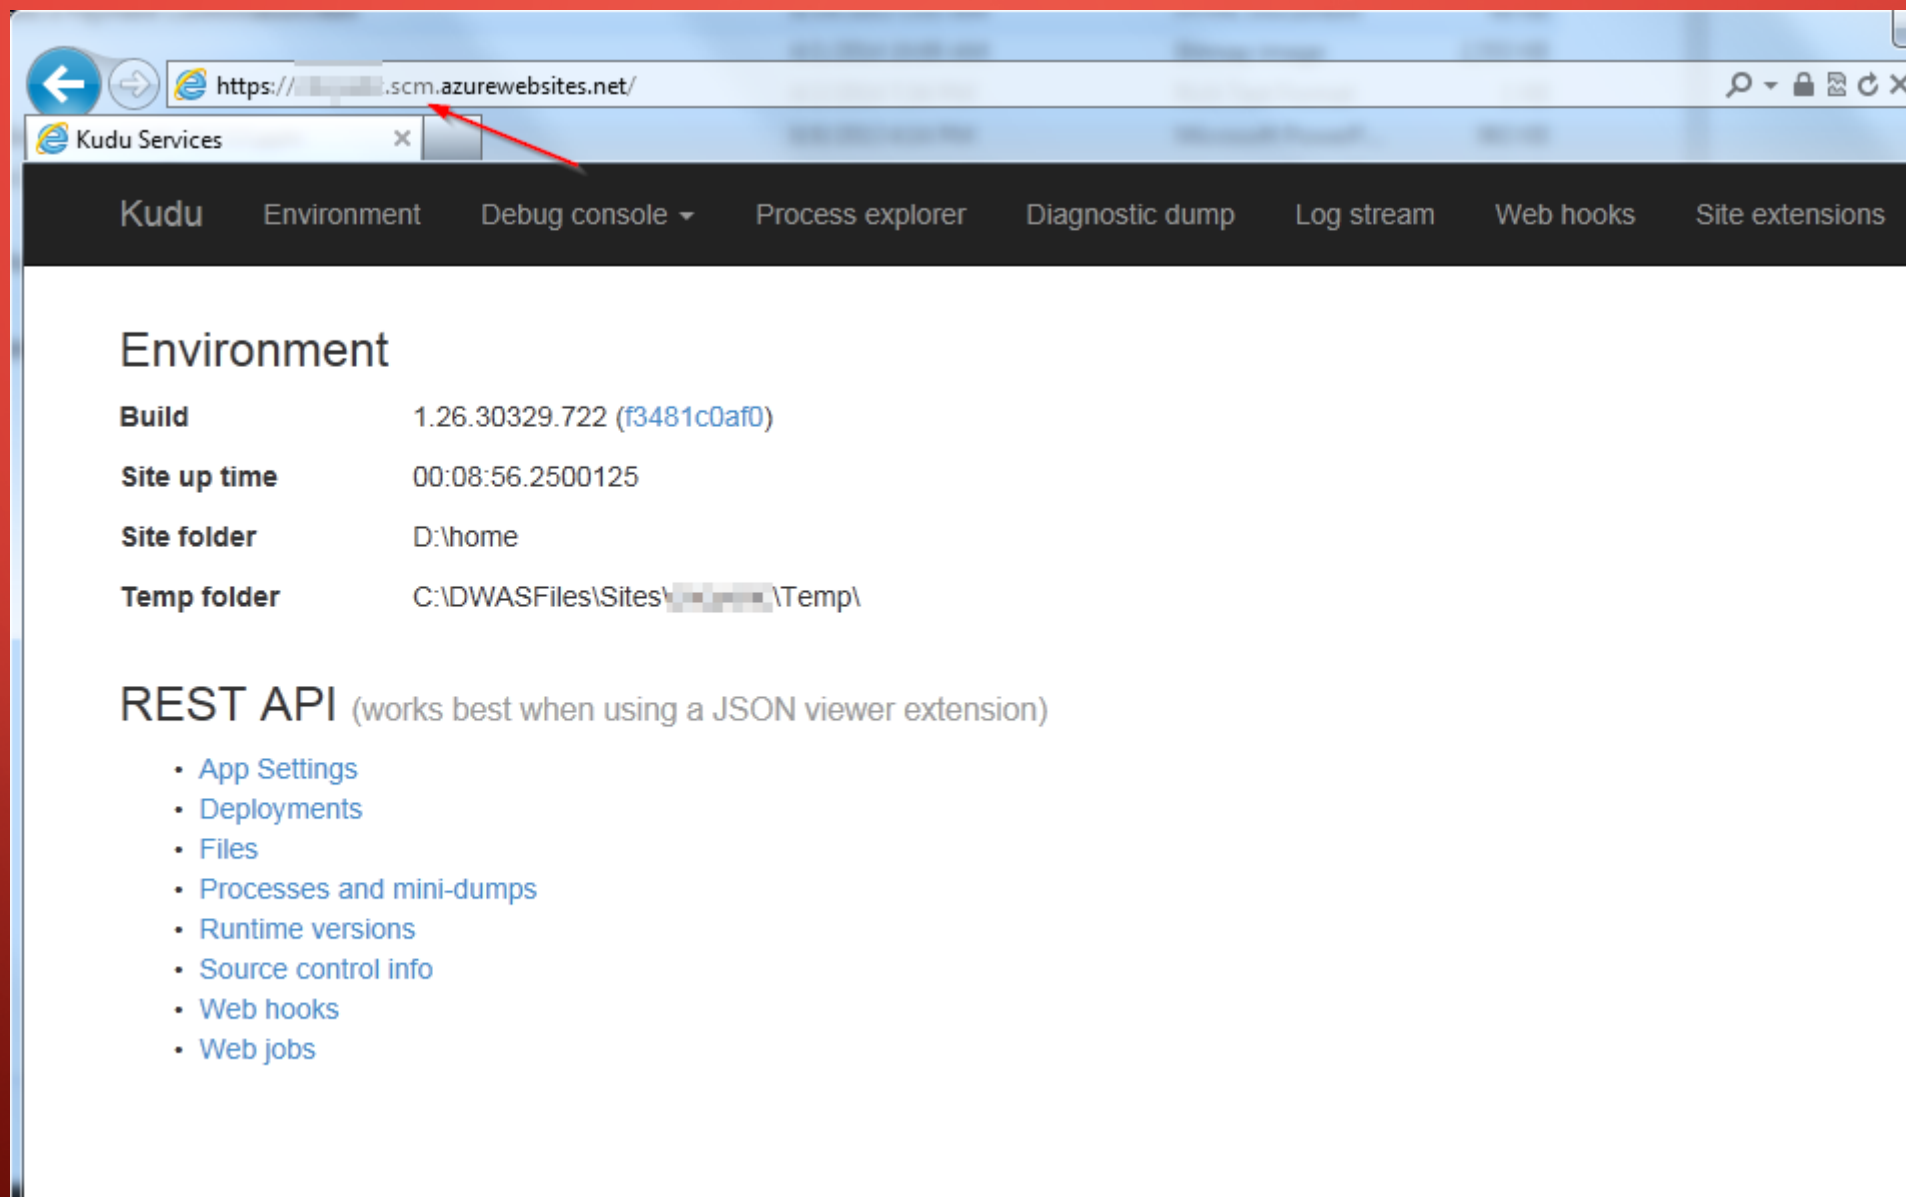 https:// .scm.azurewebsites.net/
Kudu Services
Kudu Environment Debug console Process explorer Diagnostic dump Log stream Web hooks Site extensions
Environment
Build 1.26.30329.722 (f3481c0af0)
Site up time 00:08:56.2500125
Site folder D:\home
Temp folder C:\DWASFiles\Sites\ \Temp\
REST API (works best when using a JSON viewer extension)
• App Settings
• Deployments
• Files
• Processes and mini-dumps
• Runtime versions
• Source control info
• Web hooks
• Web jobs